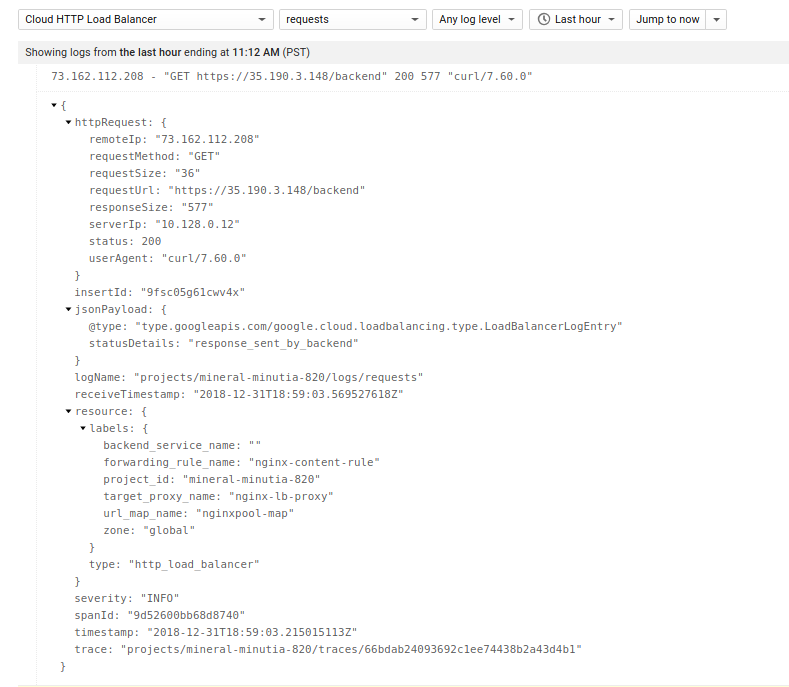 Cloud HTTP Load Balancer requests Any log level Last hour Jump to now
Showing logs from the last hour ending at 11:12 AM (PST)
73.162.112.208 - "GET https://35.190.3.148/backend" 200 577 "curl/7.60.0"
{
httpRequest: {
remoteIp: "73.162.112.208"
requestMethod: "GET"
requestSize: "36"
requestUrl: "https://35.190.3.148/backend"
responseSize: "577"
serverIp: "10.128.0.12"
status: 200
userAgent: "curl/7.60.0"
}
insertId: "9fsc05g61cwv4x"
jsonPayload: {
@type: "type.googleapis.com/google.cloud.loadbalancing.type.LoadBalancerLogEntry"
statusDetails: "response_sent_by_backend"
}
logName: "projects/mineral-minutia-820/logs/requests"
receiveTimestamp: "2018-12-31T18:59:03.569527618Z"
resource: {
labels: {
backend_service_name: ""
forwarding_rule_name: "nginx-content-rule"
project_id: "mineral-minutia-820"
target_proxy_name: "nginx-lb-proxy"
url_map_name: "nginxpool-map"
zone: "global"
}
type: "http_load_balancer"
}
severity: "INFO"
spanId: "9d52600bb68d8740"
timestamp: "2018-12-31T18:59:03.215015113Z"
trace: "projects/mineral-minutia-820/traces/66bdab24093692c1ee74438b2a43d4b1"
}